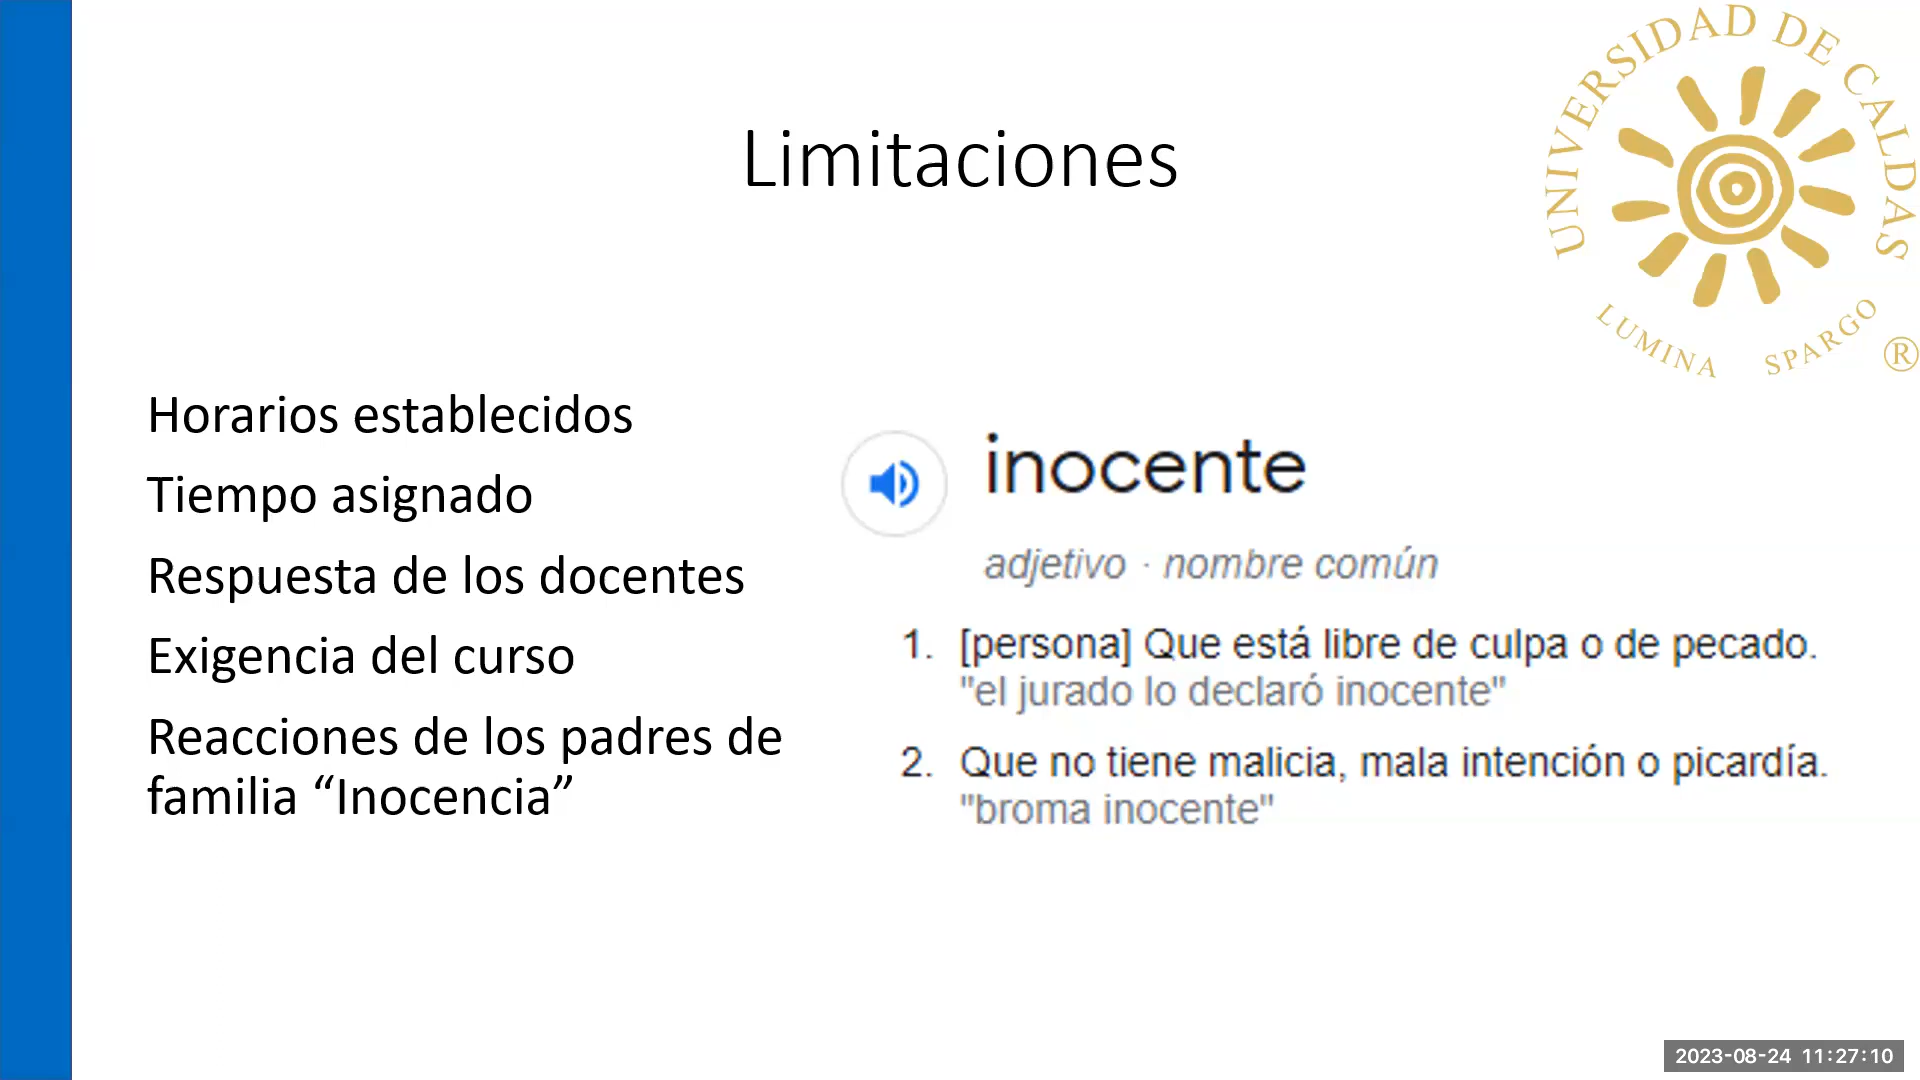 UNIVERSIDAD DE CALDAS
LUMINA SPARGO
®
Limitaciones
Horarios establecidos
Tiempo asignado
Respuesta de los docentes
Exigencia del curso
Reacciones de los padres de
familia “Inocencia”
inocente
adjetivo · nombre común
1. [persona] Que está libre de culpa o de pecado.
"el jurado lo declaró inocente"
2. Que no tiene malicia, mala intención o picardía.
"broma inocente"
2023-08-24 11:27:10